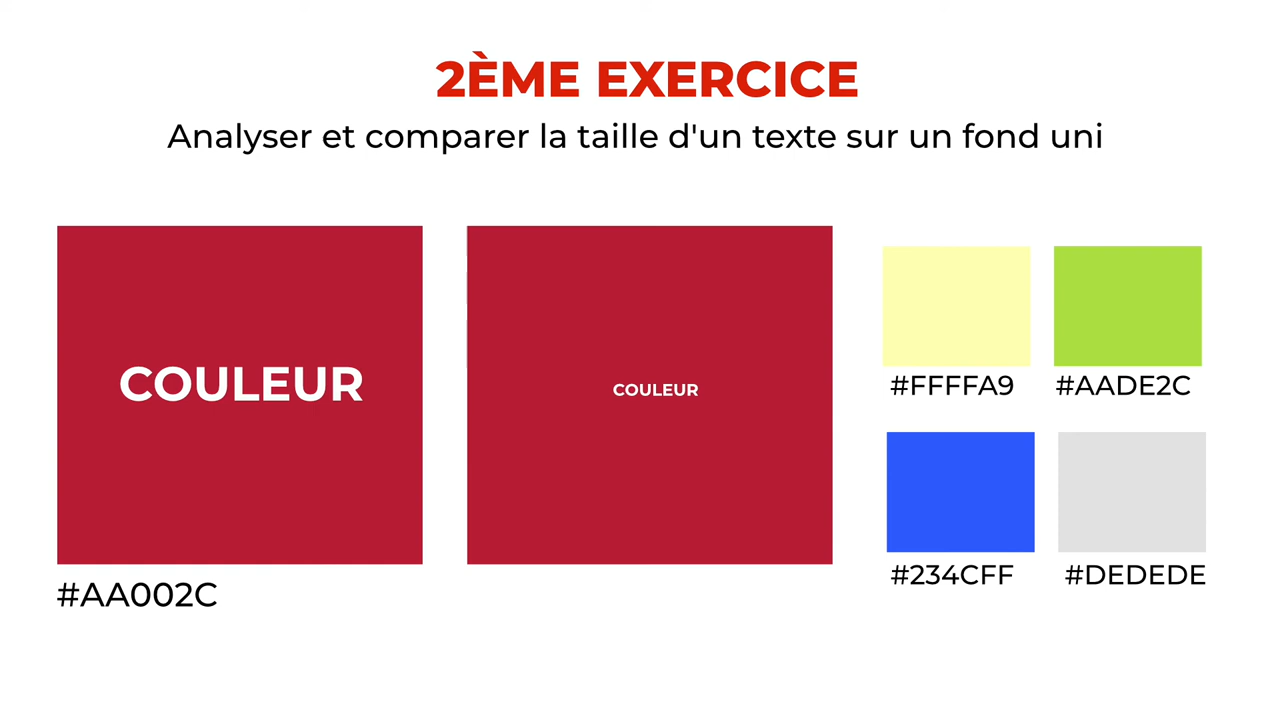 2ÈME EXERCICE
Analyser et comparer la taille d'un texte sur un fond uni
COULEUR
COULEUR
#AA002C
#FFFFA9
#AADE2C
#234CFF
#DEDEDE